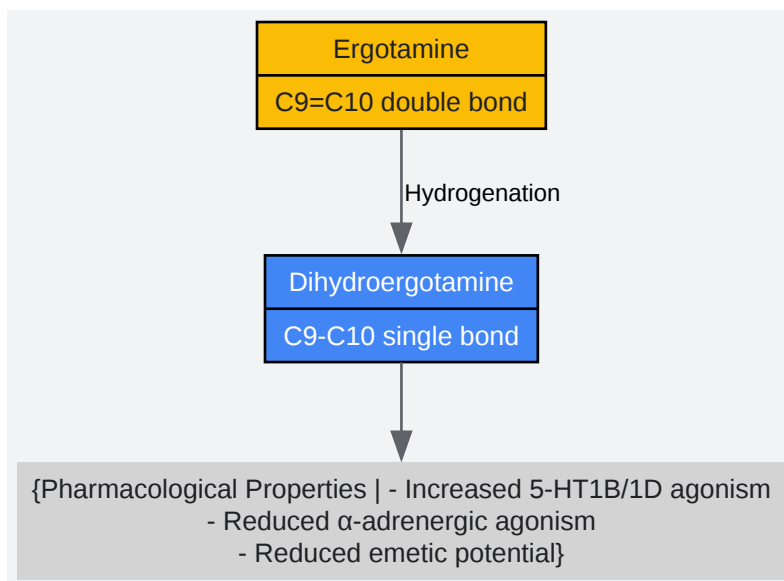 Ergotamine
C9=C10 double bond
Hydrogenation
Dihydroergotamine
C9-C10 single bond
{Pharmacological Properties | - Increased 5-HT1B/1D agonism
- Reduced α-adrenergic agonism
- Reduced emetic potential}